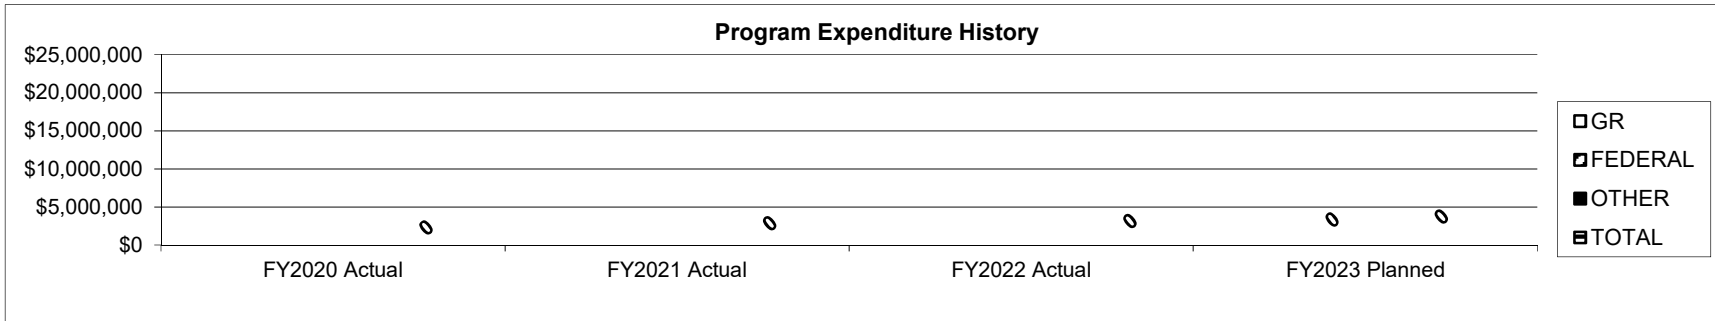 Program Expenditure History
$25,000,000
$20,000,000
$15,000,000
$10,000,000
$5,000,000
$0
0
0
0
0
0
FY2020 Actual
FY2021 Actual
FY2022 Actual
FY2023 Planned
GR
FEDERAL
OTHER
TOTAL